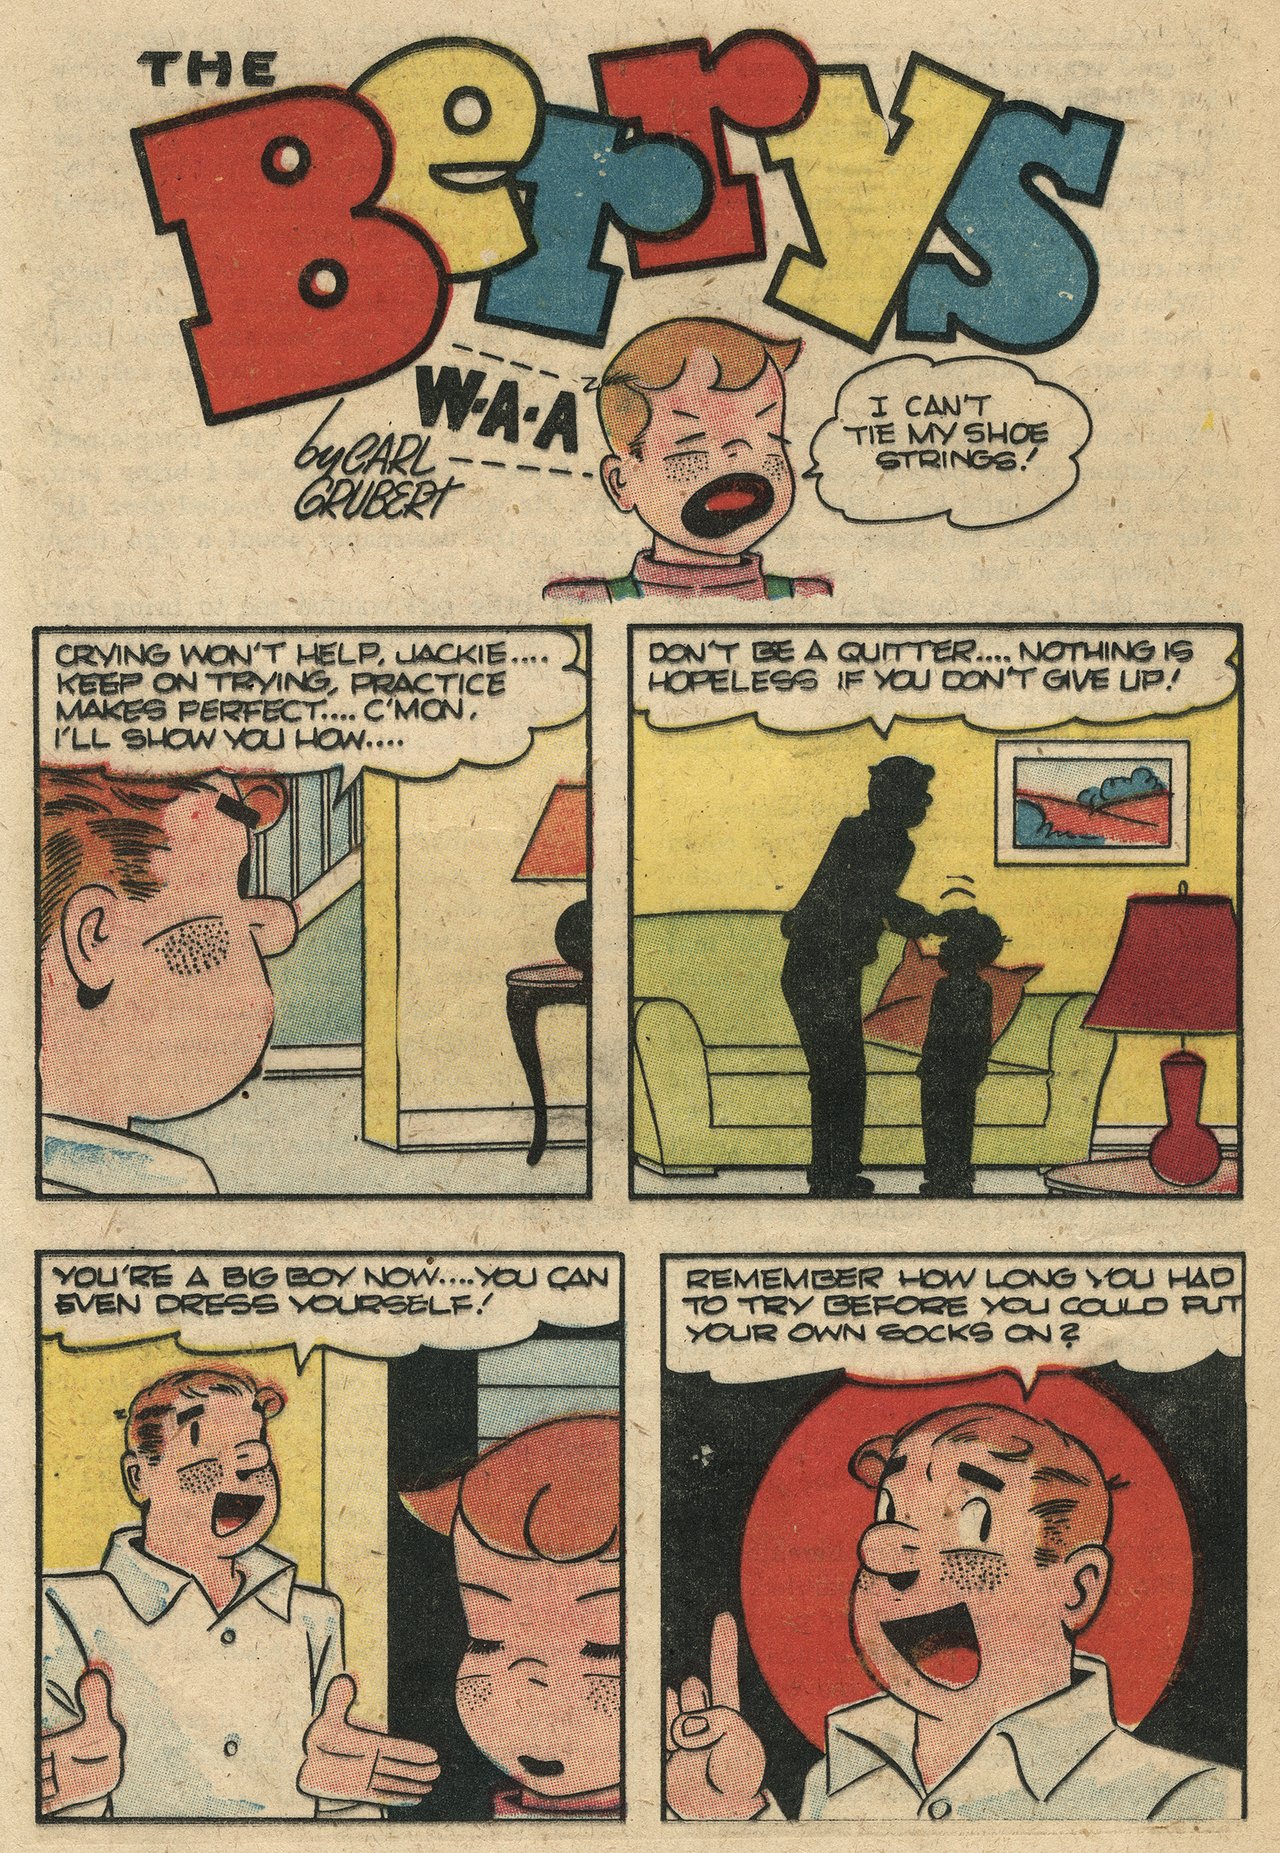 THE
Berrys
by CARL
GRUBERT
W·A·A
I CAN'T
TIE MY SHOE
STRINGS!
CRYING WON'T HELP, JACKIE....
KEEP ON TRYING, PRACTICE
MAKES PERFECT.... C'MON,
I'LL SHOW YOU HOW....
DON'T BE A QUITTER.... NOTHING IS
HOPELESS IF YOU DON'T GIVE UP!
YOU'RE A BIG BOY NOW....YOU CAN
EVEN DRESS YOURSELF!
REMEMBER HOW LONG YOU HAD
TO TRY BEFORE YOU COULD PUT
YOUR OWN SOCKS ON?